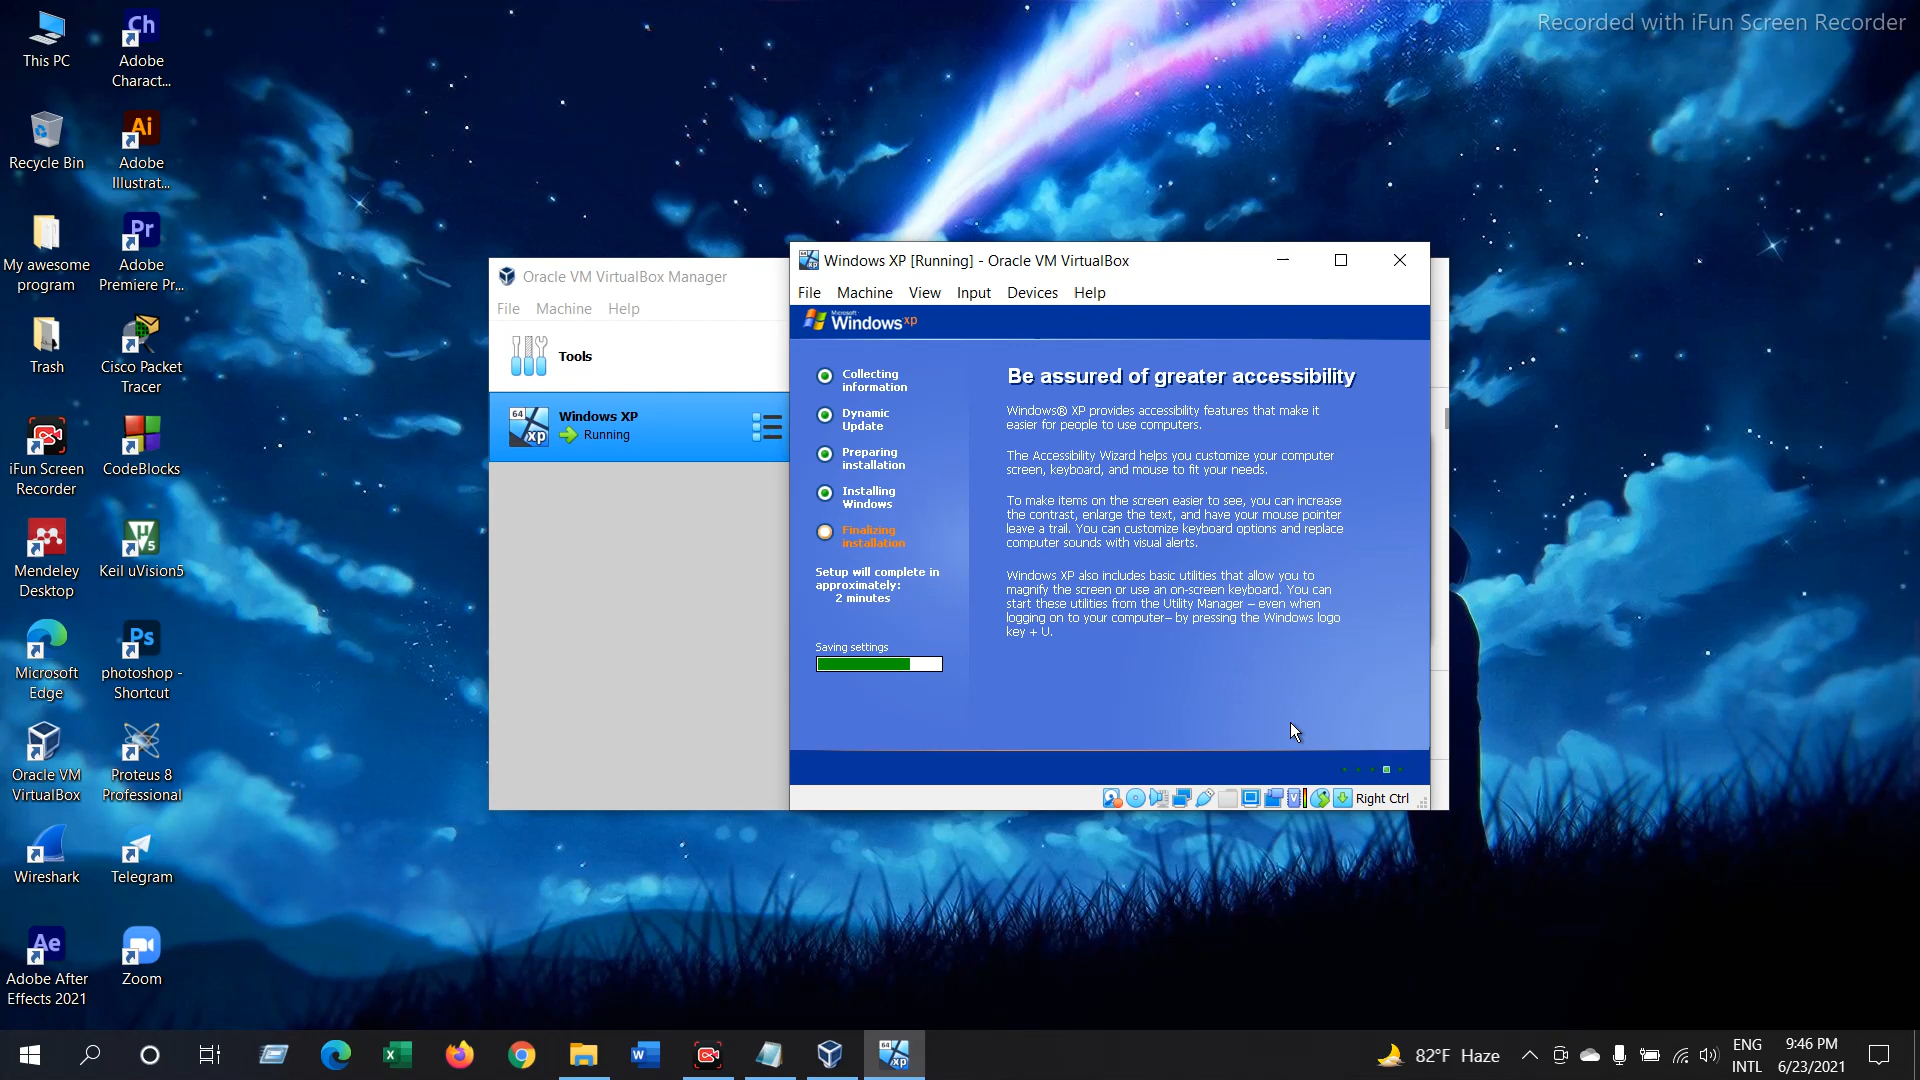 Recorded with iFun Screen Recorder
This PC
Adobe
Charact...
Recycle Bin
Adobe
Illustrat...
My awesome
program
Adobe
Premiere Pr...
Trash
Cisco Packet
Tracer
iFun Screen
Recorder
CodeBlocks
Mendeley
Desktop
Keil uVision5
Microsoft
Edge
photoshop -
Shortcut
Oracle VM
VirtualBox
Proteus 8
Professional
Wireshark
Telegram
Adobe After
Effects 2021
Zoom
Oracle VM VirtualBox Manager
File Machine Help
Tools
Windows XP
Running
Windows XP [Running] - Oracle VM VirtualBox
File Machine View Input Devices Help
Microsoft
Windows xp
Collecting
information
Dynamic
Update
Preparing
installation
Installing
Windows
Finalizing
installation
Setup will complete in
approximately:
2 minutes
Saving settings
Be assured of greater accessibility
Windows® XP provides accessibility features that make it
easier for people to use computers.
The Accessibility Wizard helps you customize your computer
screen, keyboard, and mouse to fit your needs.
To make items on the screen easier to see, you can increase
the contrast, enlarge the text, and have your mouse pointer
leave a trail. You can customize keyboard options and replace
computer sounds with visual alerts.
Windows XP also includes basic utilities that allow you to
magnify the screen or use an on-screen keyboard. You can
start these utilities from the Utility Manager – even when
logging on to your computer– by pressing the Windows logo
key + U.
Right Ctrl
82°F Haze
ENG
INTL
9:46 PM
6/23/2021